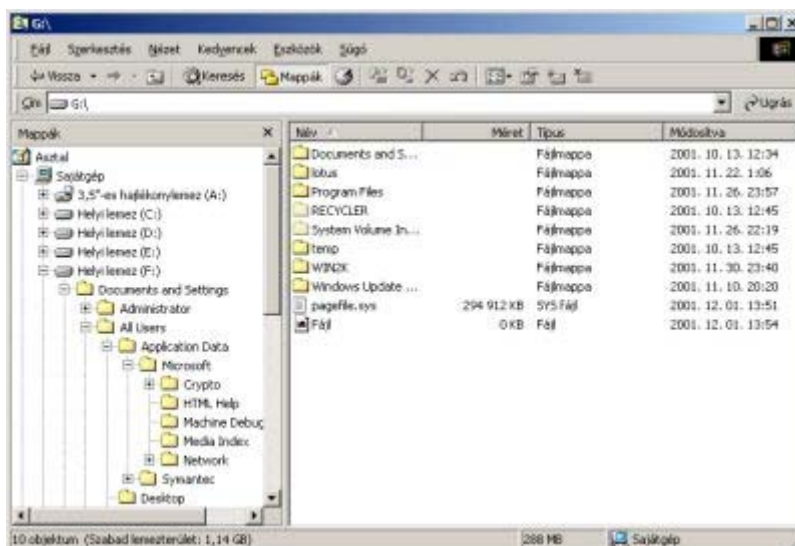 G:\
Fájl Szerkesztés Nézet Kedvencek Eszközök Súgó
Vissza Keresés Mappák
Cím G:\ Ugrás
Mappák
Asztal
Sajátgép
3,5"-es hajlékonylemez (A:)
Helyi lemez (C:)
Helyi lemez (D:)
Helyi lemez (E:)
Helyi lemez (F:)
Documents and Settings
Administrator
All Users
Application Data
Microsoft
Crypto
HTML Help
Machine Debug
Media Index
Network
Symantec
Desktop
Név Méret Típus Módosítva
Documents and S... Fájlmappa 2001. 10. 13. 12:34
lotus Fájlmappa 2001. 11. 22. 1:06
Program Files Fájlmappa 2001. 11. 26. 23:57
RECYCLER Fájlmappa 2001. 10. 13. 12:45
System Volume In... Fájlmappa 2001. 11. 26. 22:19
temp Fájlmappa 2001. 10. 13. 12:45
WIN2K Fájlmappa 2001. 11. 30. 23:40
Windows Update ... Fájlmappa 2001. 11. 10. 20:20
pagefile.sys 294 912 KB SYS Fájl 2001. 12. 01. 13:51
Fájl 0 KB Fájl 2001. 12. 01. 13:54
10 objektum (Szabad lemezterület: 1,14 GB) 288 MB Sajátgép